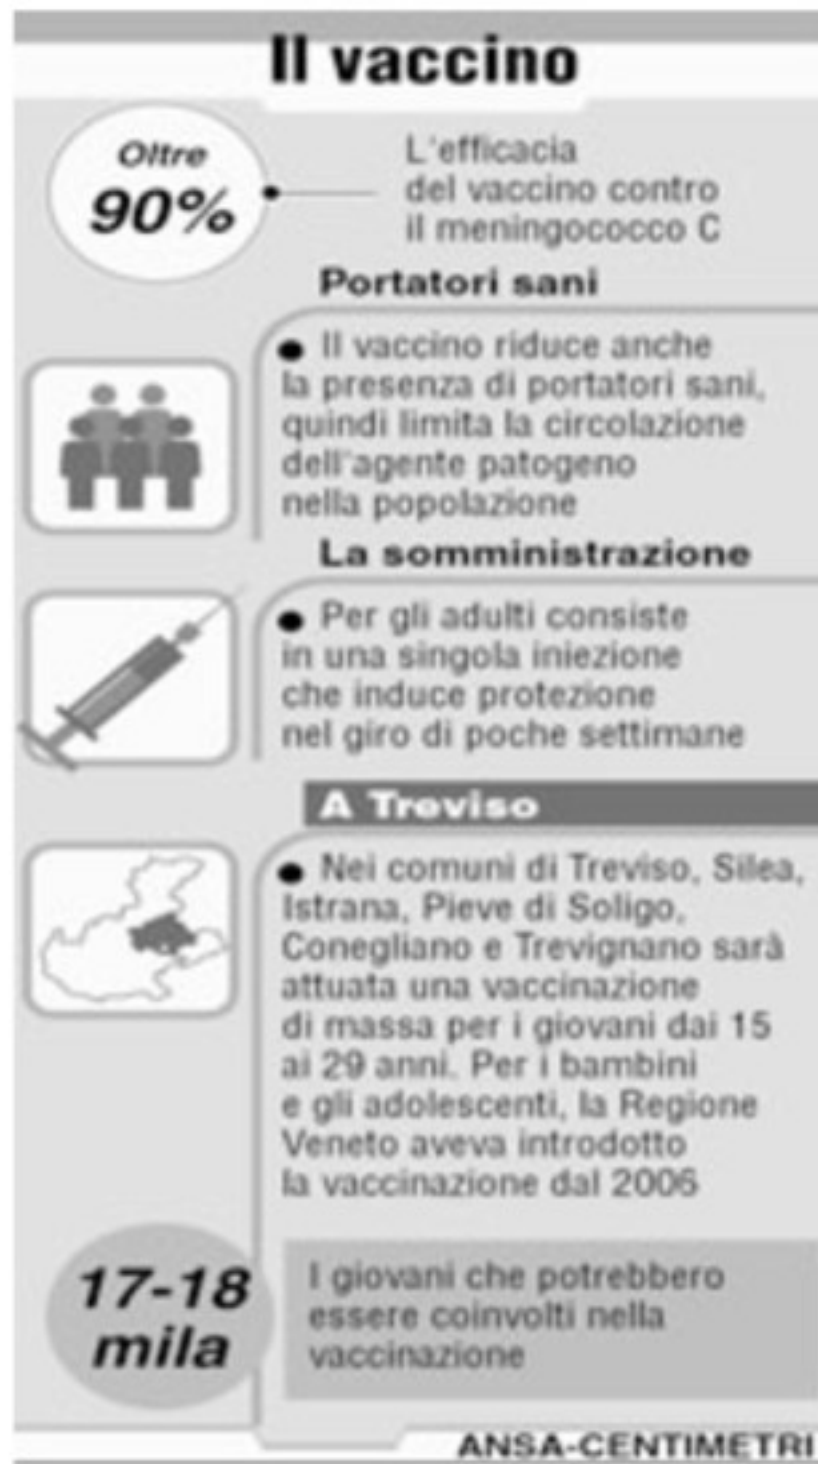 Il vaccino
Oltre
90%
L'efficacia
del vaccino contro
il meningococco C
Portatori sani
● Il vaccino riduce anche
la presenza di portatori sani,
quindi limita la circolazione
dell'agente patogeno
nella popolazione
La somministrazione
● Per gli adulti consiste
in una singola iniezione
che induce protezione
nel giro di poche settimane
A Treviso
● Nei comuni di Treviso, Silea,
Istrana, Pieve di Soligo,
Conegliano e Trevignano sarà
attuata una vaccinazione
di massa per i giovani dai 15
ai 29 anni. Per i bambini
e gli adolescenti, la Regione
Veneto aveva introdotto
la vaccinazione dal 2006
17-18
mila
I giovani che potrebbero
essere coinvolti nella
vaccinazione
ANSA-CENTIMETRI